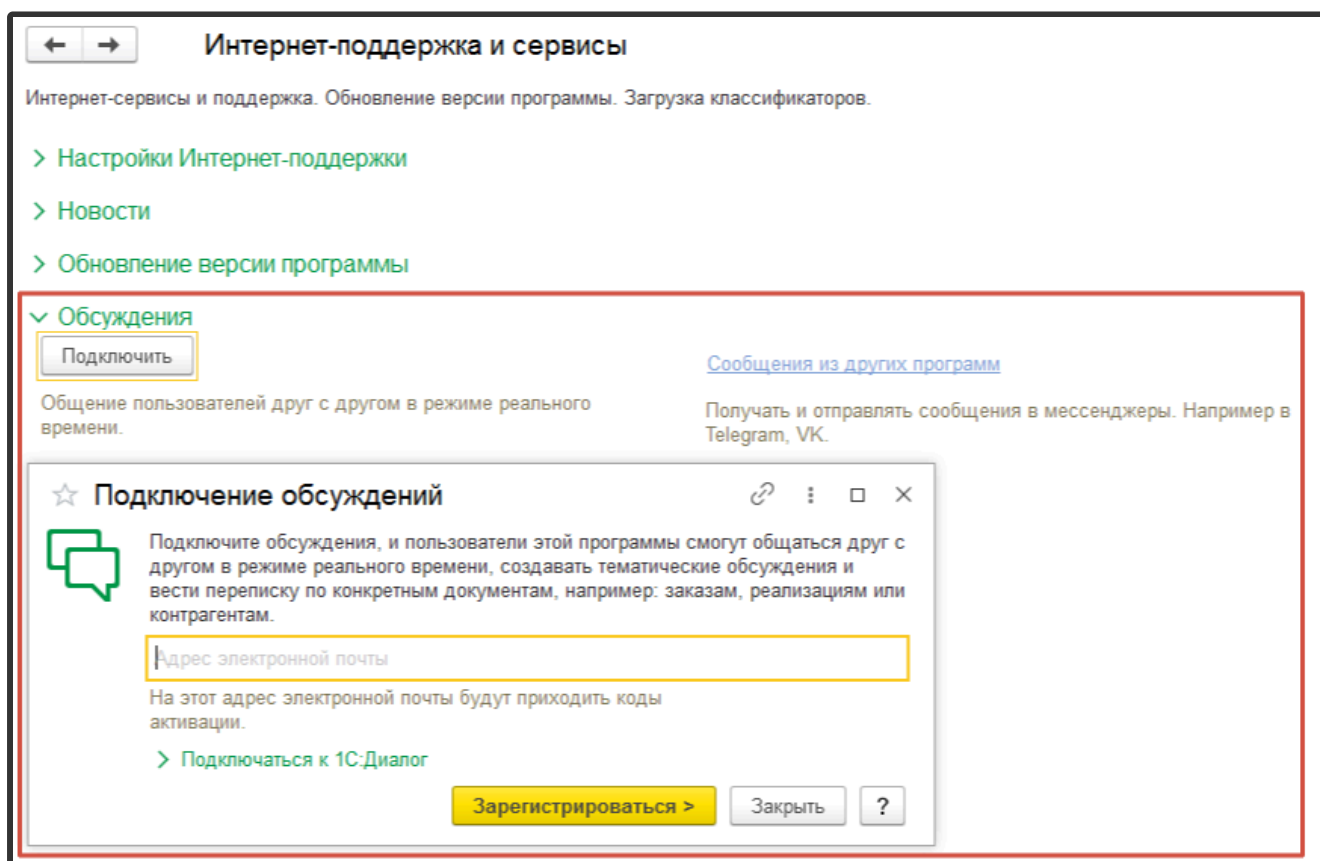 Интернет-поддержка и сервисы
Интернет-сервисы и поддержка. Обновление версии программы. Загрузка классификаторов.
Настройки Интернет-поддержки
Новости
Обновление версии программы
Обсуждения
Подключить
Общение пользователей друг с другом в режиме реального
времени.
Сообщения из других программ
Получать и отправлять сообщения в мессенджеры. Например в
Telegram, VK.
Подключение обсуждений
Подключите обсуждения, и пользователи этой программы смогут общаться друг с
другом в режиме реального времени, создавать тематические обсуждения и
вести переписку по конкретным документам, например: заказам, реализациям или
контрагентам.
Адрес электронной почты
На этот адрес электронной почты будут приходить коды
активации.
Подключаться к 1С:Диалог
Зарегистрироваться >
Закрыть
?